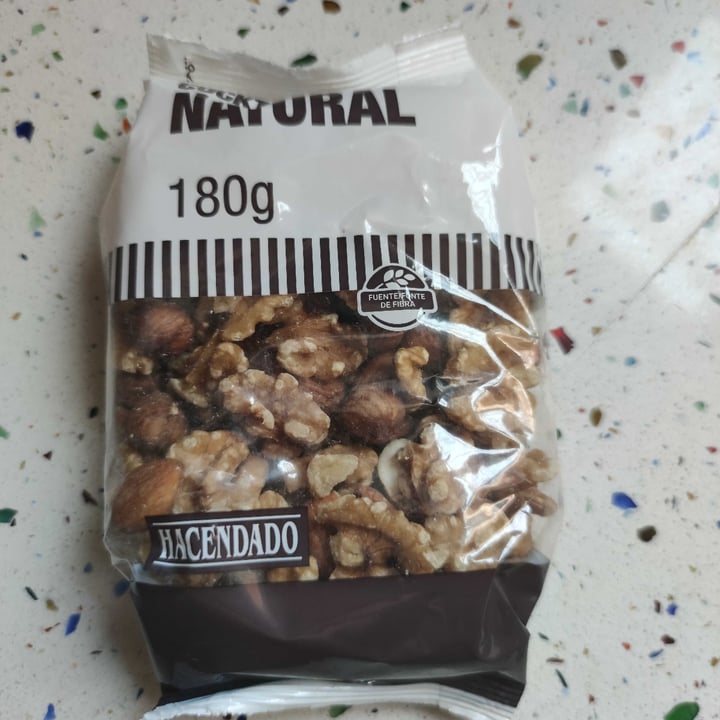 NATURAL
180g
FUENTE/FONTE
DE FIBRA
HACENDADO